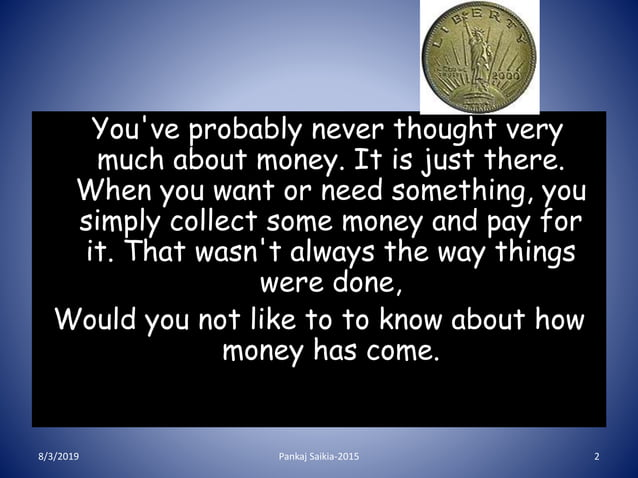 LIBERTY
2000
You've probably never thought very
much about money. It is just there.
When you want or need something, you
simply collect some money and pay for
it. That wasn't always the way things
were done,
Would you not like to to know about how
money has come.
8/3/2019
Pankaj Saikia-2015
2